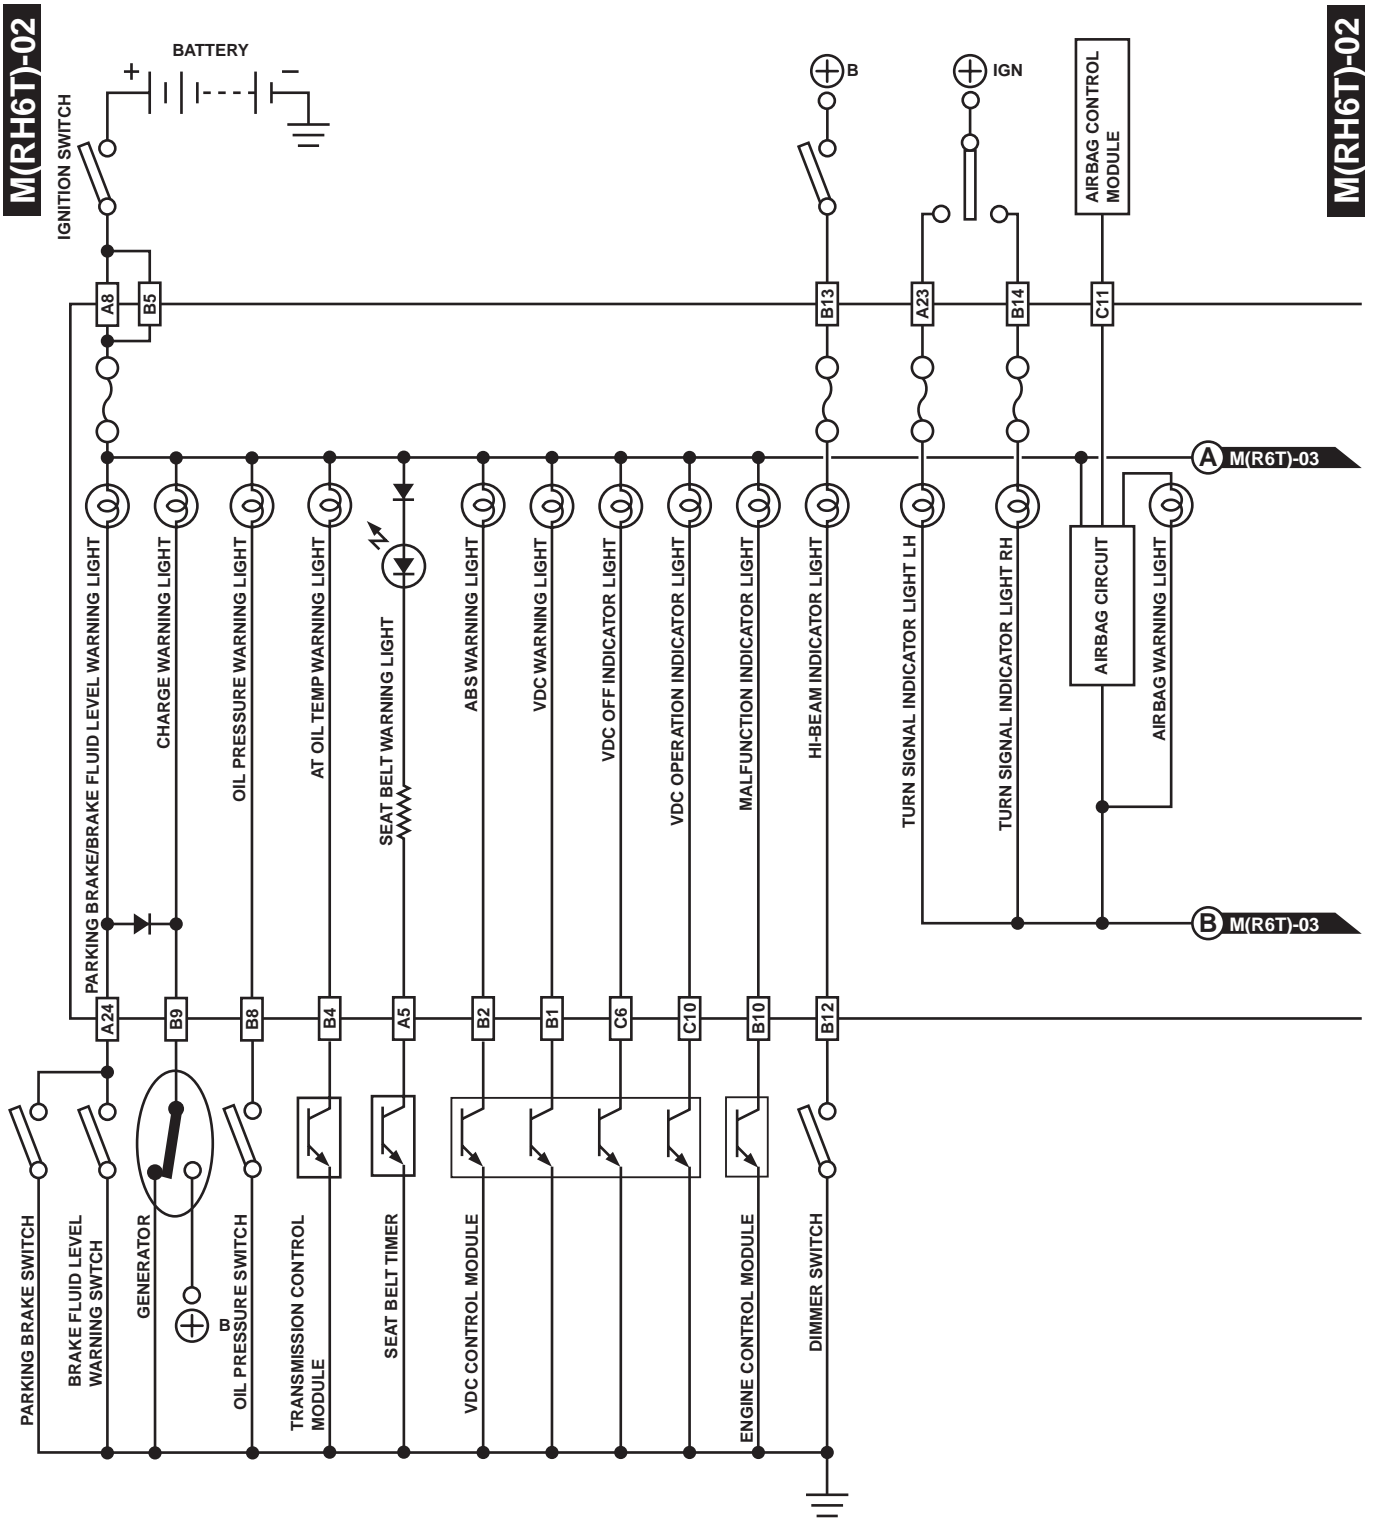 M(RH6T)-02
M(RH6T)-02
BATTERY
+
−
IGNITION SWITCH
B
IGN
AIRBAG CONTROL
MODULE
A8
B5
B13
A23
B14
C11
A M(R6T)-03
PARKING BRAKE/BRAKE FLUID LEVEL WARNING LIGHT
CHARGE WARNING LIGHT
OIL PRESSURE WARNING LIGHT
AT OIL TEMP WARNING LIGHT
SEAT BELT WARNING LIGHT
ABS WARNING LIGHT
VDC WARNING LIGHT
VDC OFF INDICATOR LIGHT
VDC OPERATION INDICATOR LIGHT
MALFUNCTION INDICATOR LIGHT
HI-BEAM INDICATOR LIGHT
TURN SIGNAL INDICATOR LIGHT LH
TURN SIGNAL INDICATOR LIGHT RH
AIRBAG CIRCUIT
AIRBAG WARNING LIGHT
B M(R6T)-03
A24
B9
B8
B4
A5
B2
B1
C6
C10
B10
B12
PARKING BRAKE SWITCH
BRAKE FLUID LEVEL
WARNING SWTCH
GENERATOR
B
OIL PRESSURE SWITCH
TRANSMISSION CONTROL
MODULE
SEAT BELT TIMER
VDC CONTROL MODULE
ENGINE CONTROL MODULE
DIMMER SWITCH